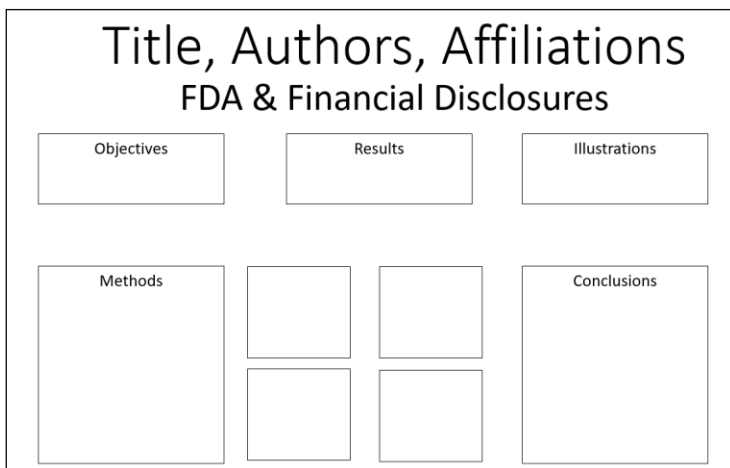 Title, Authors, Affiliations
FDA & Financial Disclosures
Objectives
Results
Illustrations
Methods
Conclusions